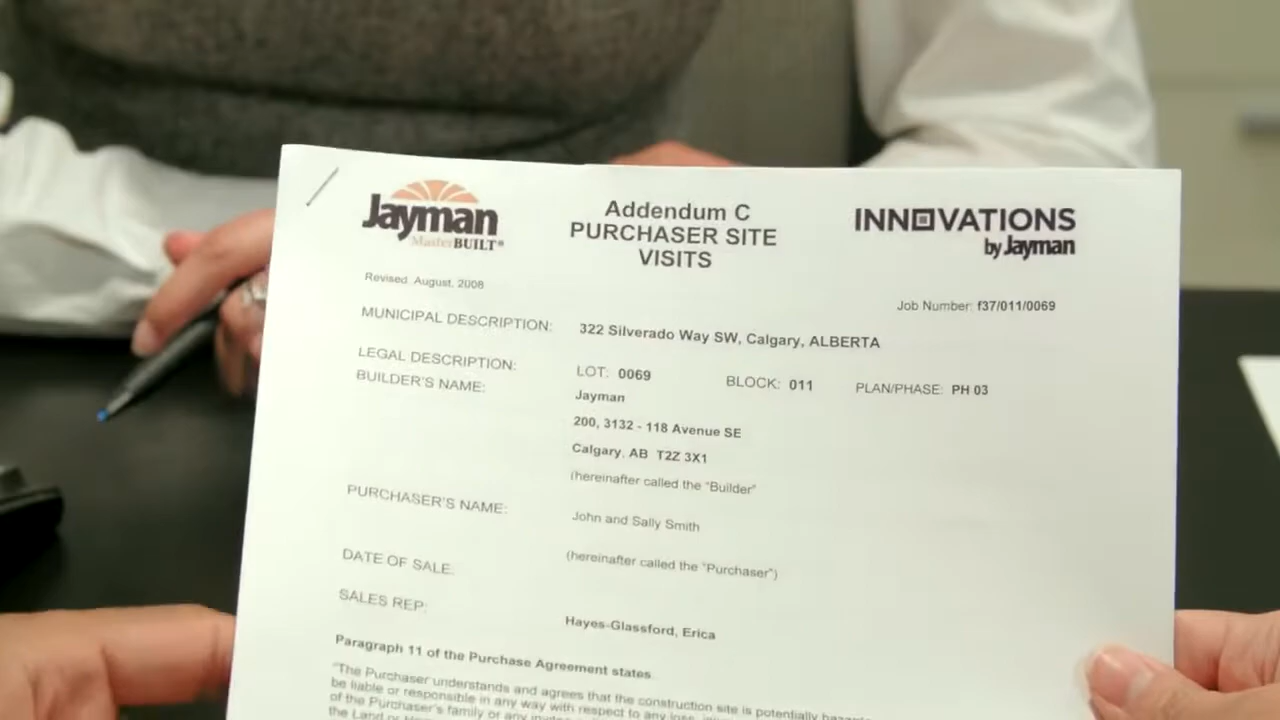 Jayman
MasterBUILT®
Addendum C
PURCHASER SITE
VISITS
INNOVATIONS
by Jayman
Revised August, 2008
Job Number: f37/011/0069
MUNICIPAL DESCRIPTION: 322 Silverado Way SW, Calgary, ALBERTA
LEGAL DESCRIPTION: LOT: 0069 BLOCK: 011 PLAN/PHASE: PH 03
BUILDER'S NAME: Jayman
200, 3132 - 118 Avenue SE
Calgary, AB T2Z 3X1
(hereinafter called the "Builder"
PURCHASER'S NAME: John and Sally Smith
(hereinafter called the "Purchaser")
DATE OF SALE:
SALES REP: Hayes-Glassford, Erica
Paragraph 11 of the Purchase Agreement states
"The Purchaser understands and agrees that the construction site is potentially
be liable or responsible in any way with respect to any loss,
of the Purchaser's family or any
the Land or